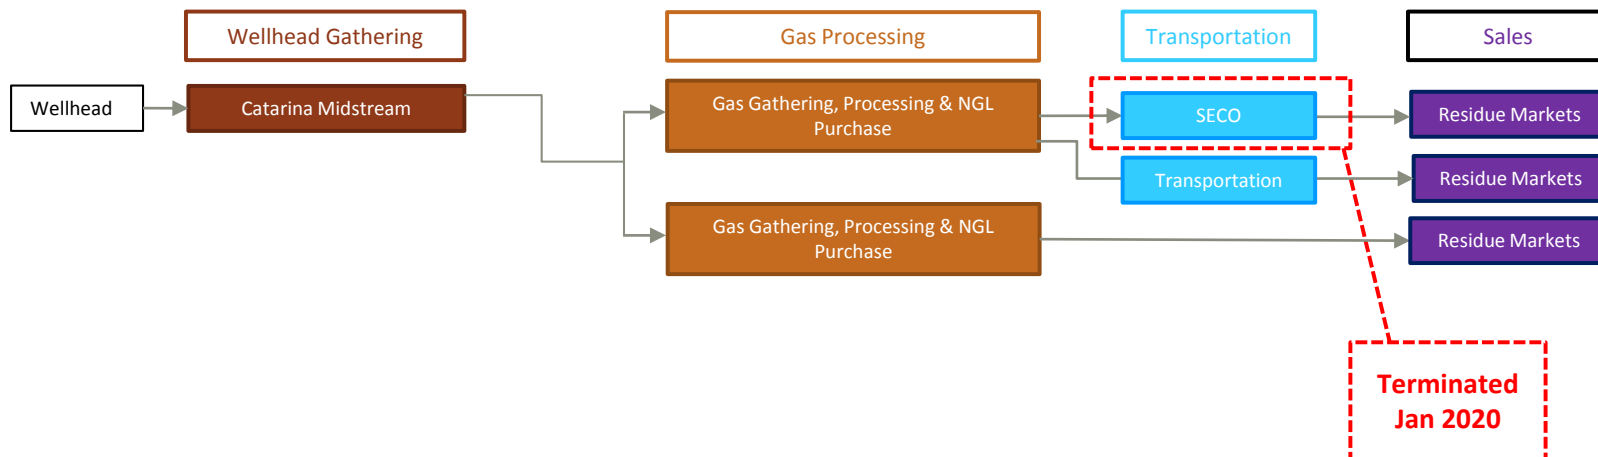 Wellhead Gathering
Gas Processing
Transportation
Sales
Wellhead
Catarina Midstream
Gas Gathering, Processing & NGL
Purchase
SECO
Residue Markets
Transportation
Residue Markets
Gas Gathering, Processing & NGL
Purchase
Residue Markets
Terminated
Jan 2020